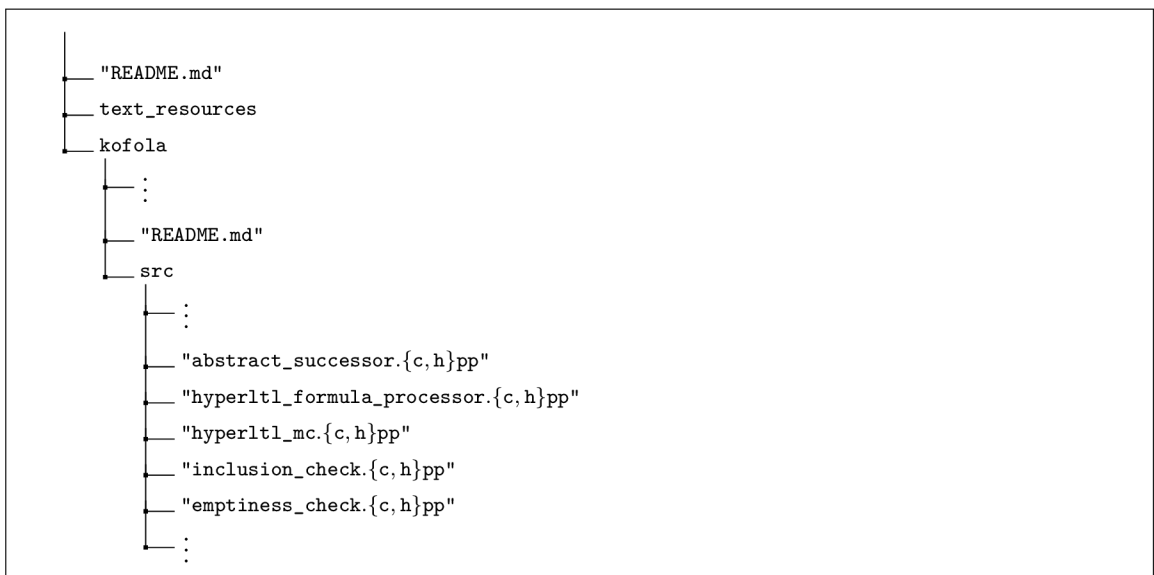 "README.md"
text_resources
kofola
⋮
"README.md"
src
⋮
"abstract_successor.{c,h}pp"
"hyperltl_formula_processor.{c,h}pp"
"hyperltl_mc.{c,h}pp"
"inclusion_check.{c,h}pp"
"emptiness_check.{c,h}pp"
⋮